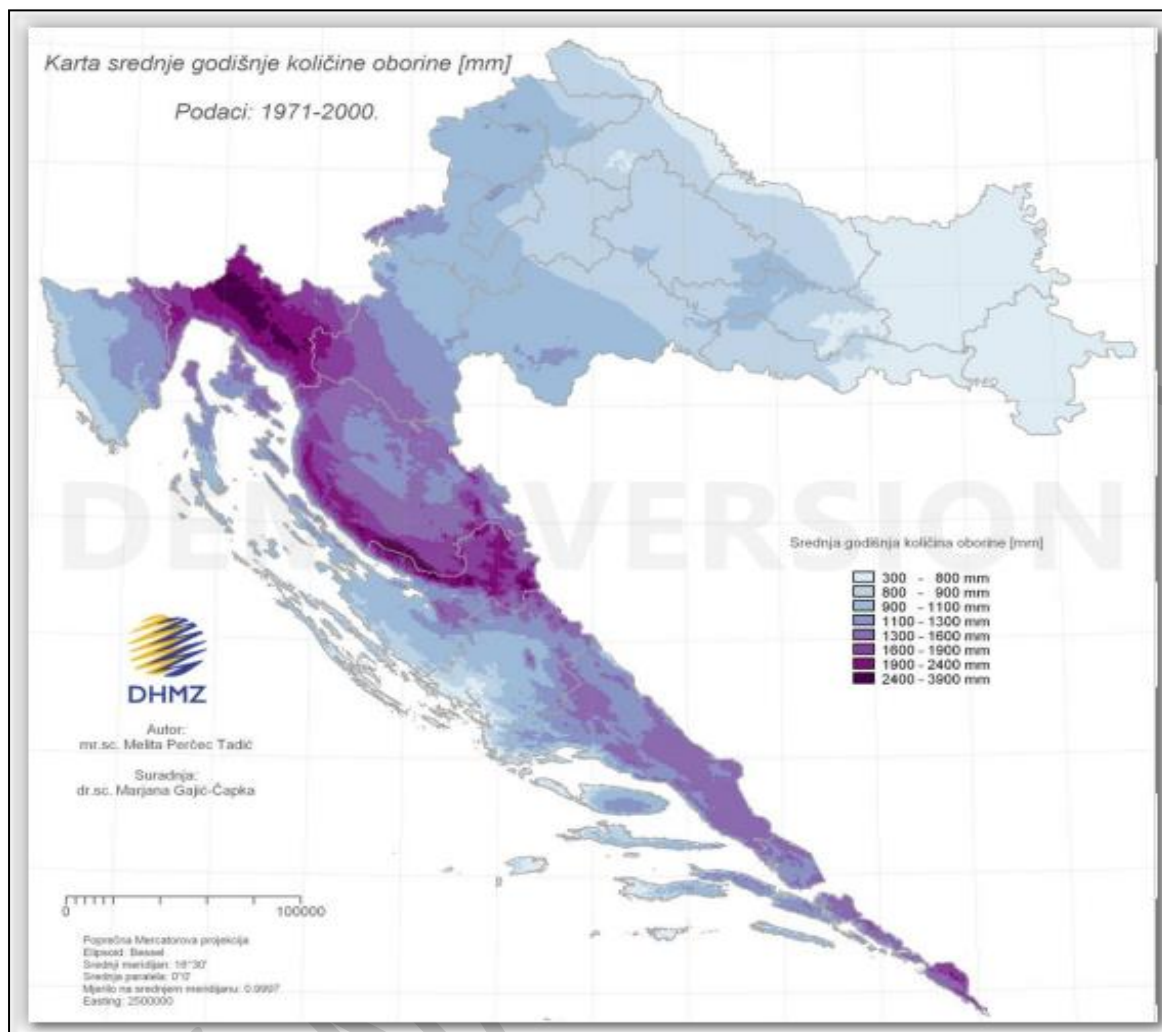 Karta srednje godišnje količine oborine [mm]
Podaci: 1971-2000.
DEMO VERSION
Srednja godišnja količina oborine [mm]
300 - 800 mm
800 - 900 mm
900 - 1100 mm
1100 - 1300 mm
1300 - 1600 mm
1600 - 1900 mm
1900 - 2400 mm
2400 - 3900 mm
DHMZ
Autor:
mr.sc. Melita Perčec Tadić
Suradnja:
dr.sc. Marjana Gajić-Čapka
0 100000
Poprečna Mercatorova projekcija
Elipsoid: Bessel
Srednji meridijan: 16°30'
Srednja paralela: 0°0'
Mjerilo na srednjem meridijanu: 0.9997
Easting: 2500000